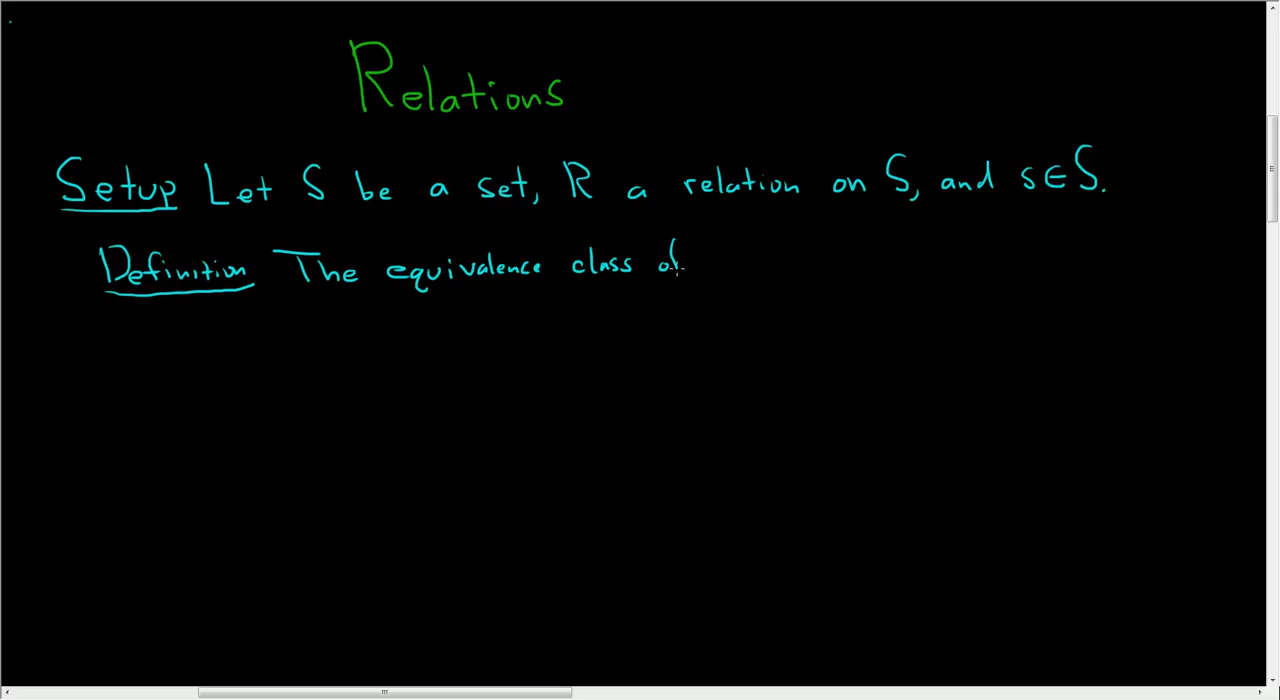 Relations
Setup Let S be a set, R a relation on S, and s∈S.
Definition The equivalence class of